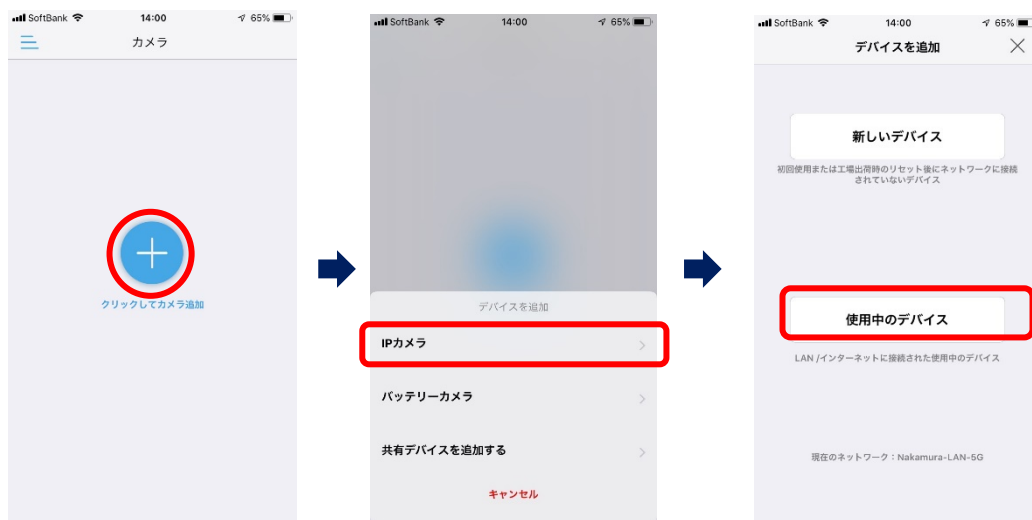 SoftBank 14:00 65%
カメラ
クリックしてカメラ追加
SoftBank 14:00 65%
デバイスを追加
IPカメラ
バッテリーカメラ
共有デバイスを追加する
キャンセル
SoftBank 14:00 65%
デバイスを追加
新しいデバイス
初回使用または工場出荷時のリセット後にネットワークに接続
されていないデバイス
使用中のデバイス
LAN /インターネットに接続された使用中のデバイス
現在のネットワーク：Nakamura-LAN-5G